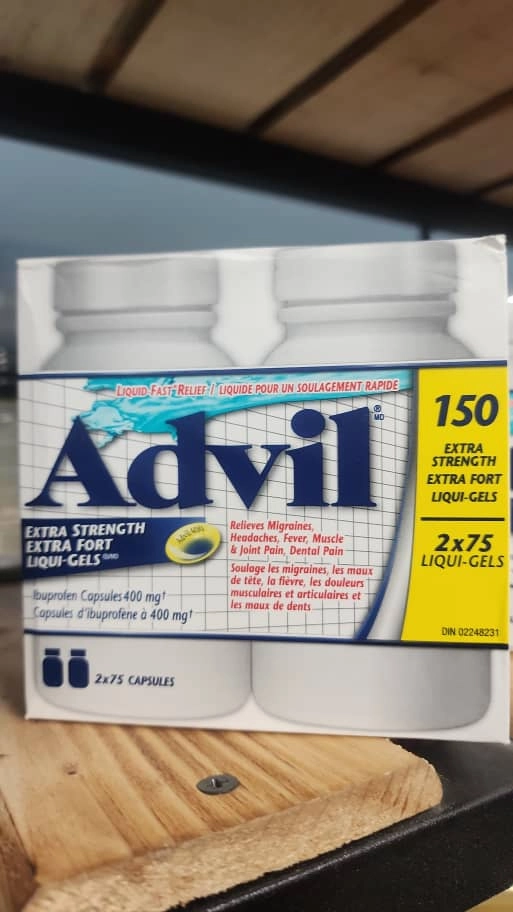 LIQUID FAST RELIEF / LIQUIDE POUR UN SOULAGEMENT RAPIDE
Advil®
MD
EXTRA STRENGTH
EXTRA FORT
LIQUI-GELS
Advil 400
Relieves Migraines,
Headaches, Fever, Muscle
& Joint Pain, Dental Pain
Soulage les migraines, les maux
de tête, la fièvre, les douleurs
musculaires et articulaires et
les maux de dents
Ibuprofen Capsules 400 mg†
Capsules d'ibuprofène à 400 mg†
2x75 CAPSULES
150
EXTRA
STRENGTH
EXTRA FORT
LIQUI-GELS
2x75
LIQUI-GELS
DIN 02248231